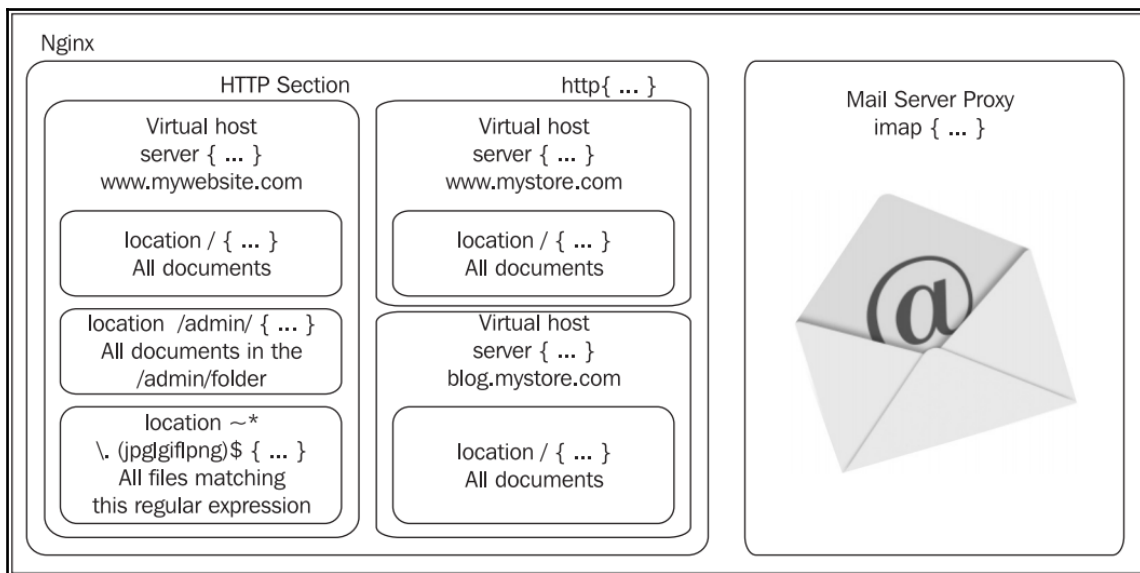 Nginx
HTTP Section
http{ ... }
Virtual host
server { ... }
www.mywebsite.com
location / { ... }
All documents
location /admin/ { ... }
All documents in the
/admin/folder
location ~*
\. (jpg|gif|png)$ { ... }
All files matching
this regular expression
Virtual host
server { ... }
www.mystore.com
location / { ... }
All documents
Virtual host
server { ... }
blog.mystore.com
location / { ... }
All documents
Mail Server Proxy
imap { ... }
@